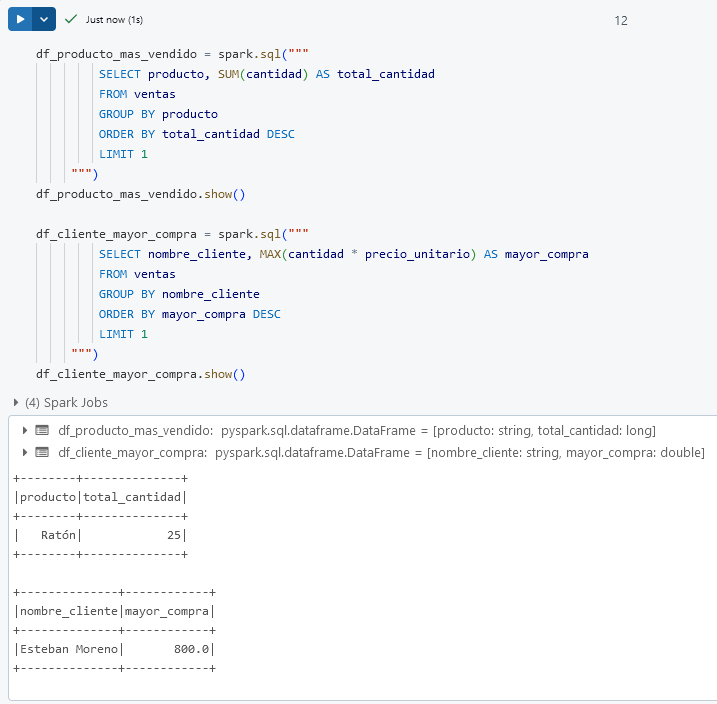 Just now (1s)
12
df_producto_mas_vendido = spark.sql("""
SELECT producto, SUM(cantidad) AS total_cantidad
FROM ventas
GROUP BY producto
ORDER BY total_cantidad DESC
LIMIT 1
""")
df_producto_mas_vendido.show()
df_cliente_mayor_compra = spark.sql("""
SELECT nombre_cliente, MAX(cantidad * precio_unitario) AS mayor_compra
FROM ventas
GROUP BY nombre_cliente
ORDER BY mayor_compra DESC
LIMIT 1
""")
df_cliente_mayor_compra.show()
(4) Spark Jobs
df_producto_mas_vendido: pyspark.sql.dataframe.DataFrame = [producto: string, total_cantidad: long]
df_cliente_mayor_compra: pyspark.sql.dataframe.DataFrame = [nombre_cliente: string, mayor_compra: double]
+--------+--------------+
|producto|total_cantidad|
+--------+--------------+
|   Ratón|            25|
+--------+--------------+
+--------------+------------+
|nombre_cliente|mayor_compra|
+--------------+------------+
|Esteban Moreno|       800.0|
+--------------+------------+